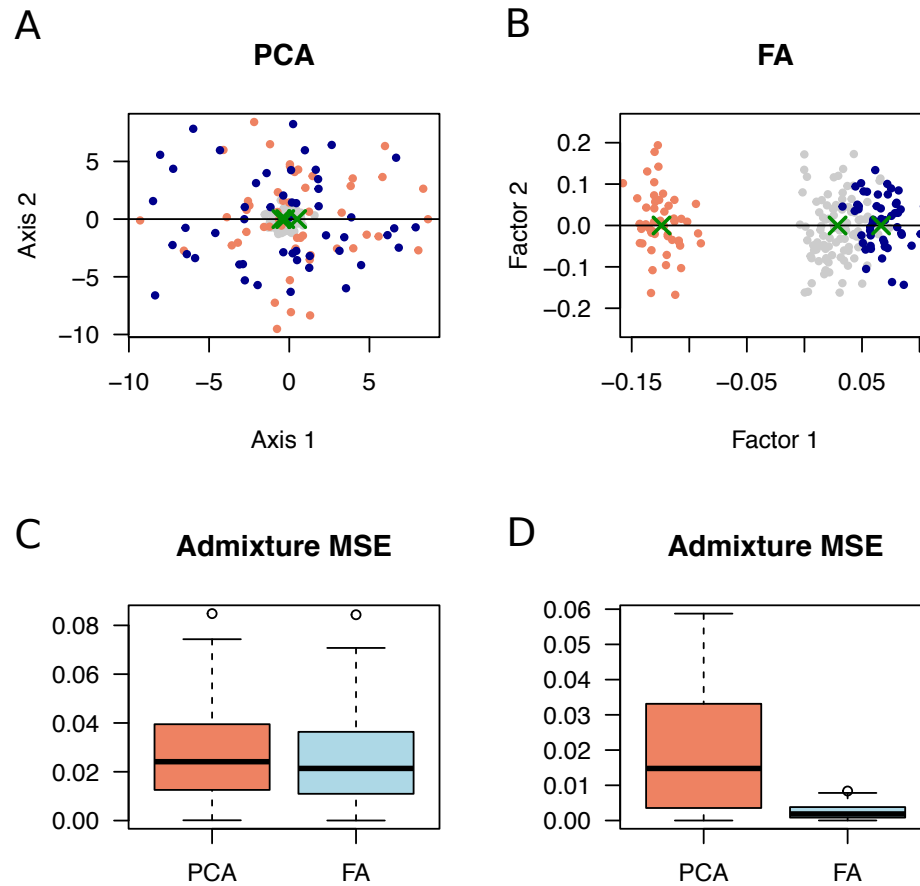 A
PCA
Axis 2
5
0
−5
−10
−10 −5 0 5
Axis 1
B
FA
Factor 2
0.2
0.1
0.0
−0.1
−0.2
−0.15 −0.05 0.05
Factor 1
C
Admixture MSE
0.08
0.06
0.04
0.02
0.00
PCA FA
D
Admixture MSE
0.06
0.05
0.04
0.03
0.02
0.01
0.00
PCA FA